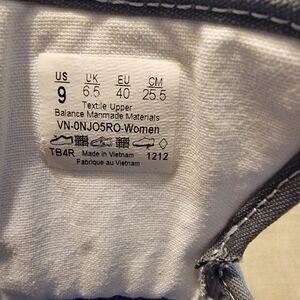 US UK EU CM
9 6.5 40 25.5
Textile Upper
Balance Manmade Materials
VN-0NJO5RO-Women
TB4R Made in Vietnam 1212
Fabrique au Vietnam